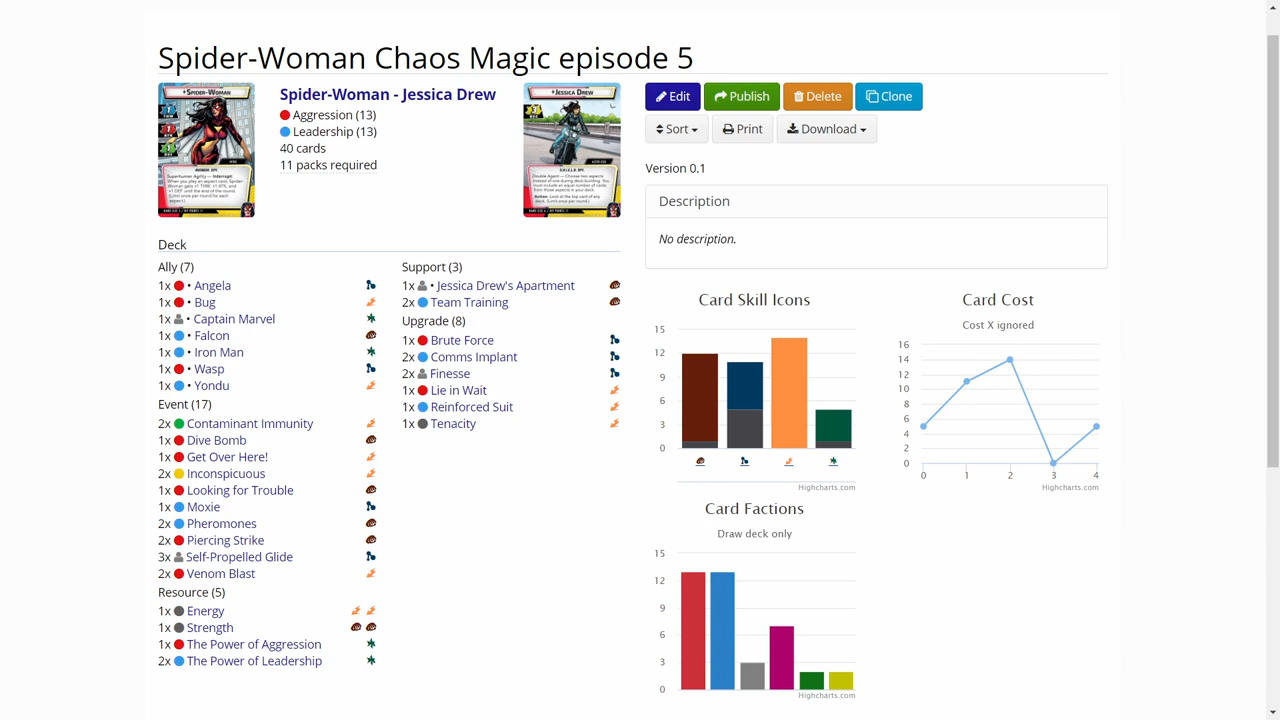 Spider-Woman Chaos Magic episode 5
SPIDER-WOMAN
JESSICA DREW
Spider-Woman - Jessica Drew
Aggression (13)
Leadership (13)
40 cards
11 packs required
Edit
Publish
Delete
Clone
Sort
Print
Download
Version 0.1
Description
No description.
Deck
Ally (7)
1x • Angela
1x • Bug
1x • Captain Marvel
1x • Falcon
1x • Iron Man
1x • Wasp
1x • Yondu
Event (17)
2x Contaminant Immunity
1x Dive Bomb
1x Get Over Here!
2x Inconspicuous
1x Looking for Trouble
1x Moxie
2x Pheromones
2x Piercing Strike
3x Self-Propelled Glide
2x Venom Blast
Resource (5)
1x Energy
1x Strength
1x The Power of Aggression
2x The Power of Leadership
Support (3)
1x • Jessica Drew's Apartment
2x Team Training
Upgrade (8)
1x Brute Force
2x Comms Implant
2x Finesse
1x Lie in Wait
1x Reinforced Suit
1x Tenacity
Card Skill Icons
15
12
9
6
3
0
Highcharts.com
Card Cost
Cost X ignored
16
14
12
10
8
6
4
2
0
0 1 2 3 4
Highcharts.com
Card Factions
Draw deck only
15
12
9
6
3
0
Highcharts.com